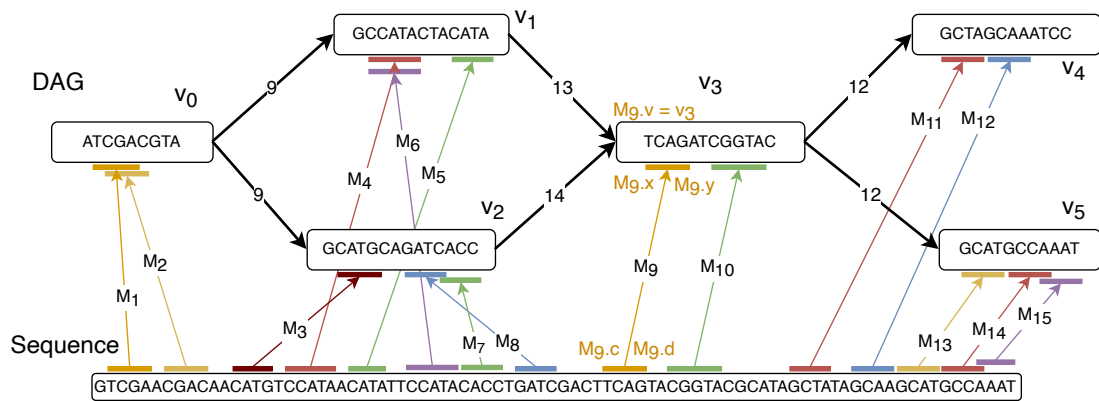 DAG
v0
ATCGACGTA
9
9
v1
GCCATACTACATA
v2
GCATGCAGATCACC
13
14
v3
M9.v = v3
TCAGATCGGTAC
M9.x
M9.y
12
12
GCTAGCAAATCC
v4
v5
GCATGCCAAAT
M1
M2
M3
M4
M5
M6
M7
M8
M9
M10
M11
M12
M13
M14
M15
Sequence
M9.c
M9.d
GTCGAACGACAACATGTCCATAACATATTCCATACACCTGATCGACTTCAGTACGGTACGCATAGCTATAGCAAGCATGCCAAAT